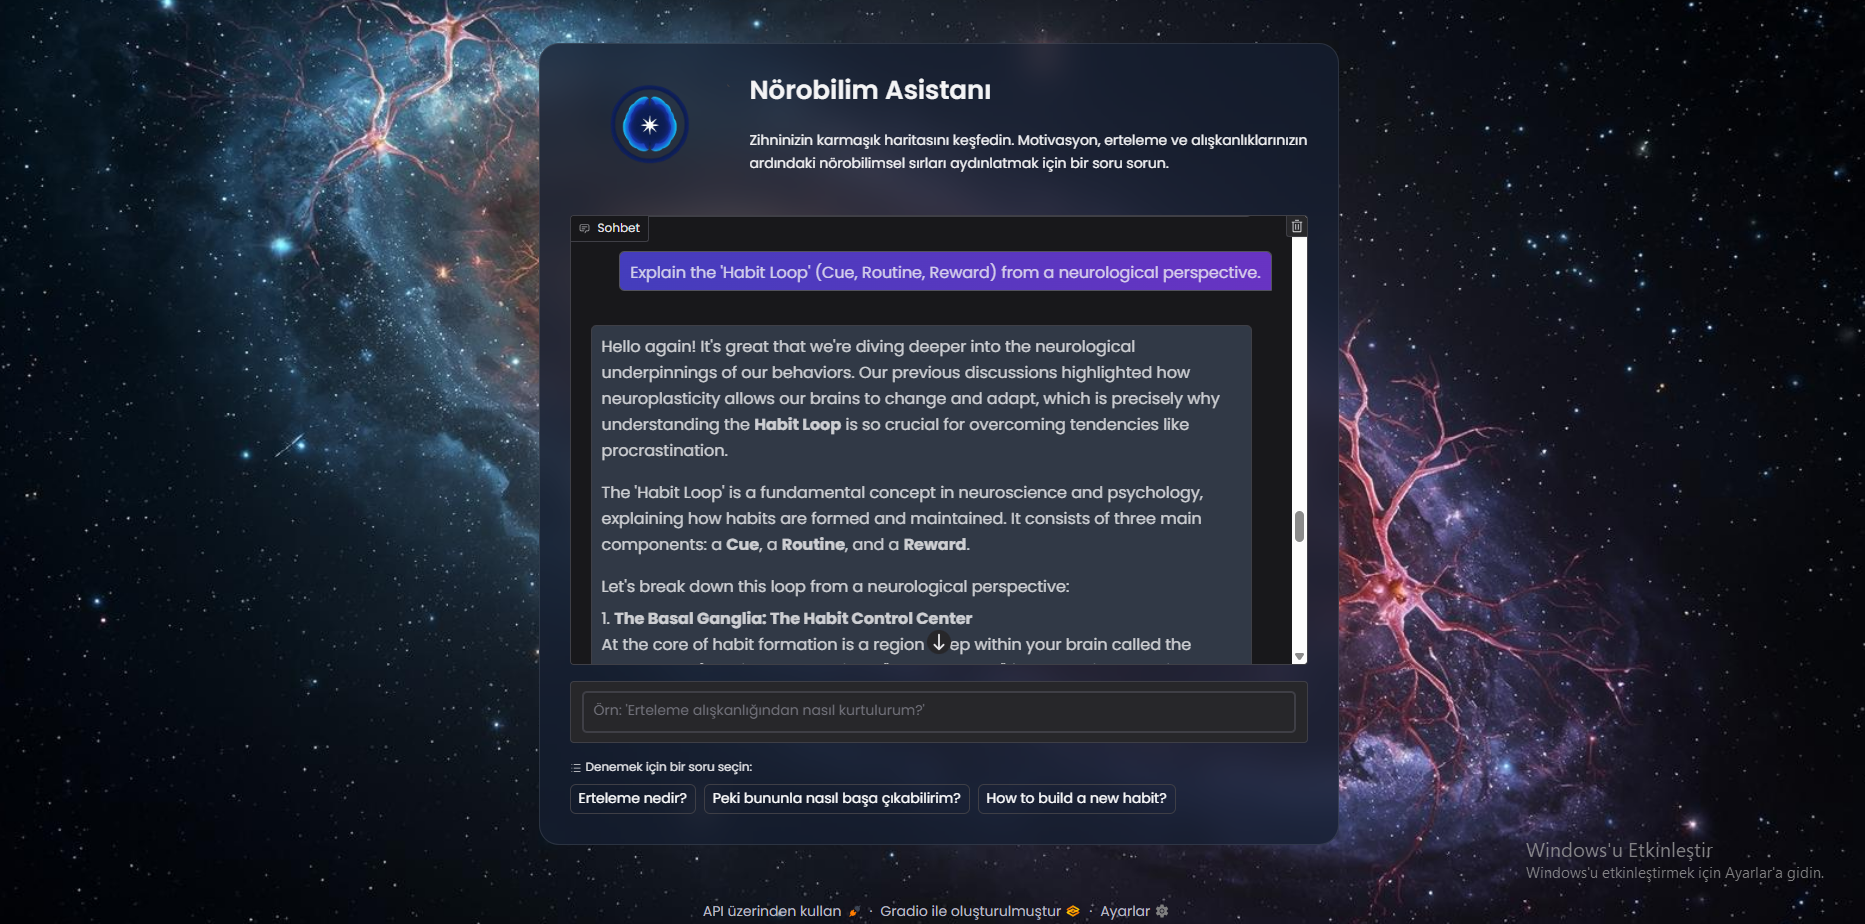 Nörobilim Asistanı
Zihninizin karmaşık haritasını keşfedin. Motivasyon, erteleme ve alışkanlıklarınızın
ardındaki nörobilimsel sırları aydınlatmak için bir soru sorun.
Sohbet
Explain the 'Habit Loop' (Cue, Routine, Reward) from a neurological perspective.
Hello again! It's great that we're diving deeper into the neurological
underpinnings of our behaviors. Our previous discussions highlighted how
neuroplasticity allows our brains to change and adapt, which is precisely why
understanding the Habit Loop is so crucial for overcoming tendencies like
procrastination.
The 'Habit Loop' is a fundamental concept in neuroscience and psychology,
explaining how habits are formed and maintained. It consists of three main
components: a Cue, a Routine, and a Reward.
Let's break down this loop from a neurological perspective:
1. The Basal Ganglia: The Habit Control Center
At the core of habit formation is a region ep within your brain called the
Örn: 'Erteleme alışkanlığından nasıl kurtulurum?'
Denemek için bir soru seçin:
Erteleme nedir?
Peki bununla nasıl başa çıkabilirim?
How to build a new habit?
Windows'u Etkinleştir
Windows'u etkinleştirmek için Ayarlar'a gidin.
API üzerinden kullan · Gradio ile oluşturulmuştur · Ayarlar